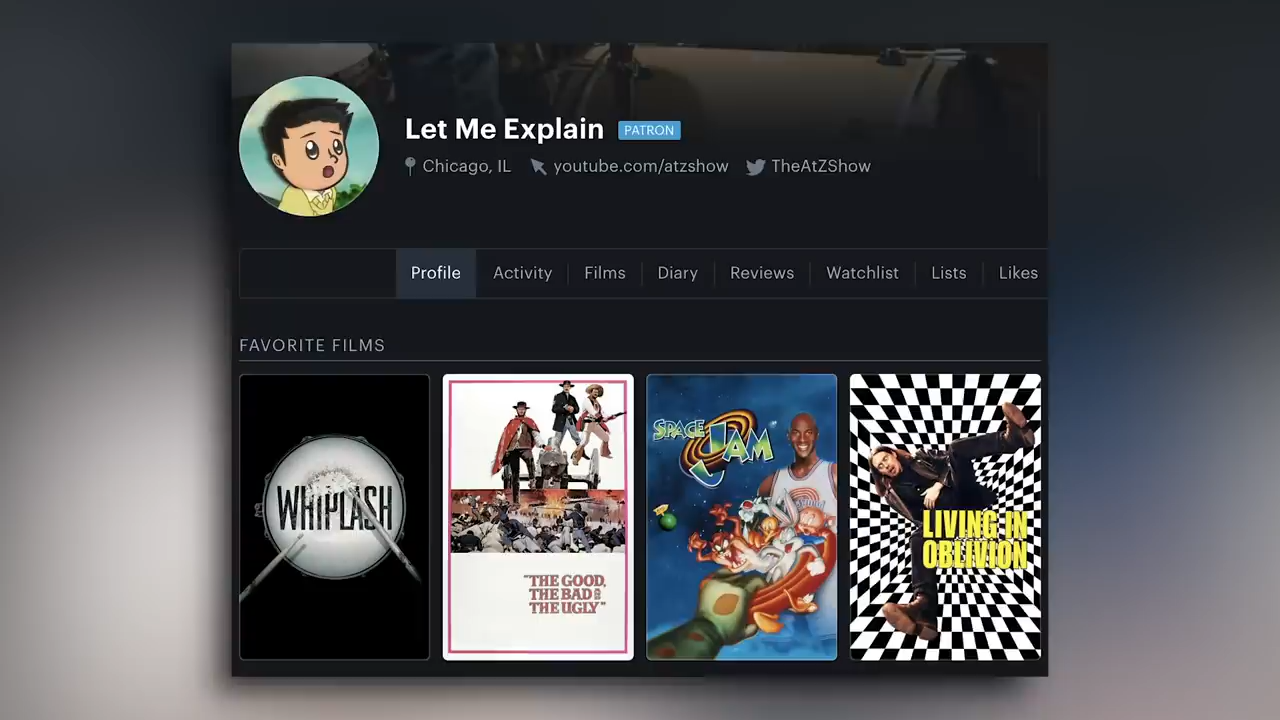 Let Me Explain PATRON
Chicago, IL youtube.com/atzshow TheAtZShow
Profile Activity Films Diary Reviews Watchlist Lists Likes
FAVORITE FILMS
WHIPLASH
"THE GOOD,
THE BAD &
THE UGLY"
SPACE
JAM
LIVING IN
OBLIVION